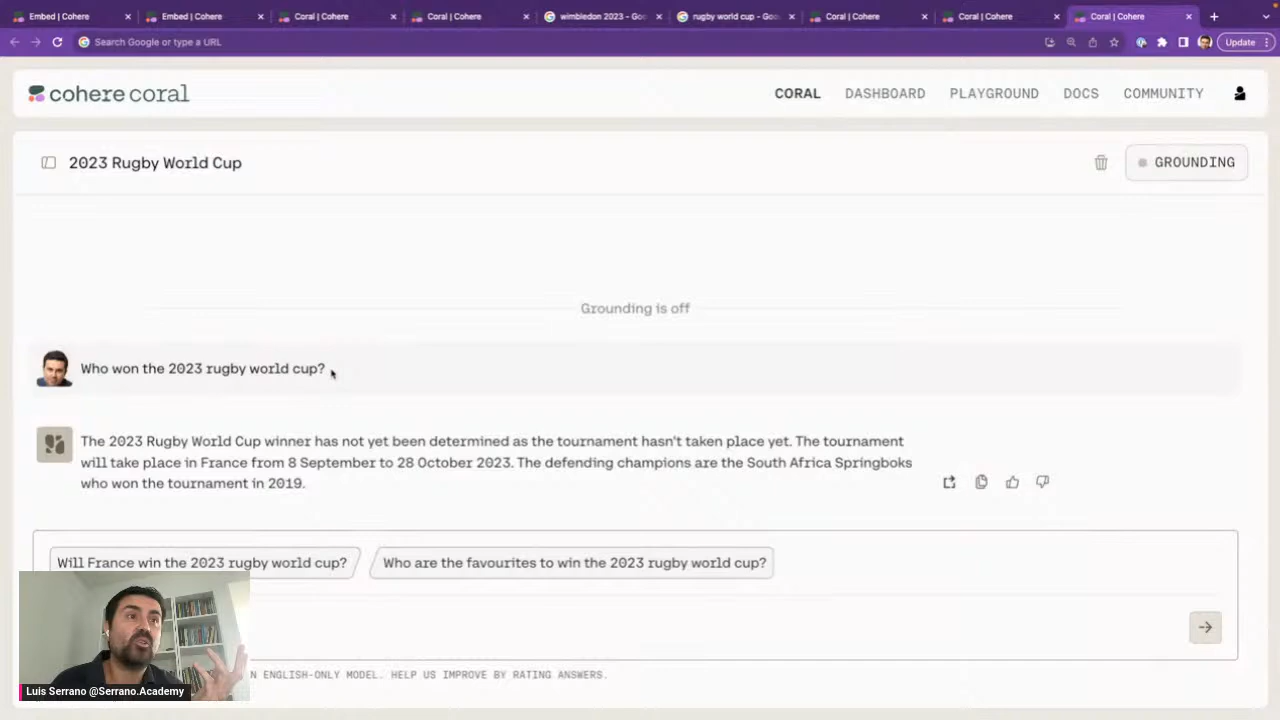 Embed | Cohere
Embed | Cohere
Coral | Cohere
Coral | Cohere
wimbledon 2023 - Goo
rugby world cup - Goo
Coral | Cohere
Coral | Cohere
Coral | Cohere
Search Google or type a URL
Update
cohere coral
CORAL DASHBOARD PLAYGROUND DOCS COMMUNITY
2023 Rugby World Cup
GROUNDING
Grounding is off
Who won the 2023 rugby world cup?
The 2023 Rugby World Cup winner has not yet been determined as the tournament hasn't taken place yet. The tournament
will take place in France from 8 September to 28 October 2023. The defending champions are the South Africa Springboks
who won the tournament in 2019.
Will France win the 2023 rugby world cup?
Who are the favourites to win the 2023 rugby world cup?
N ENGLISH-ONLY MODEL. HELP US IMPROVE BY RATING ANSWERS.
Luis Serrano @Serrano.Academy